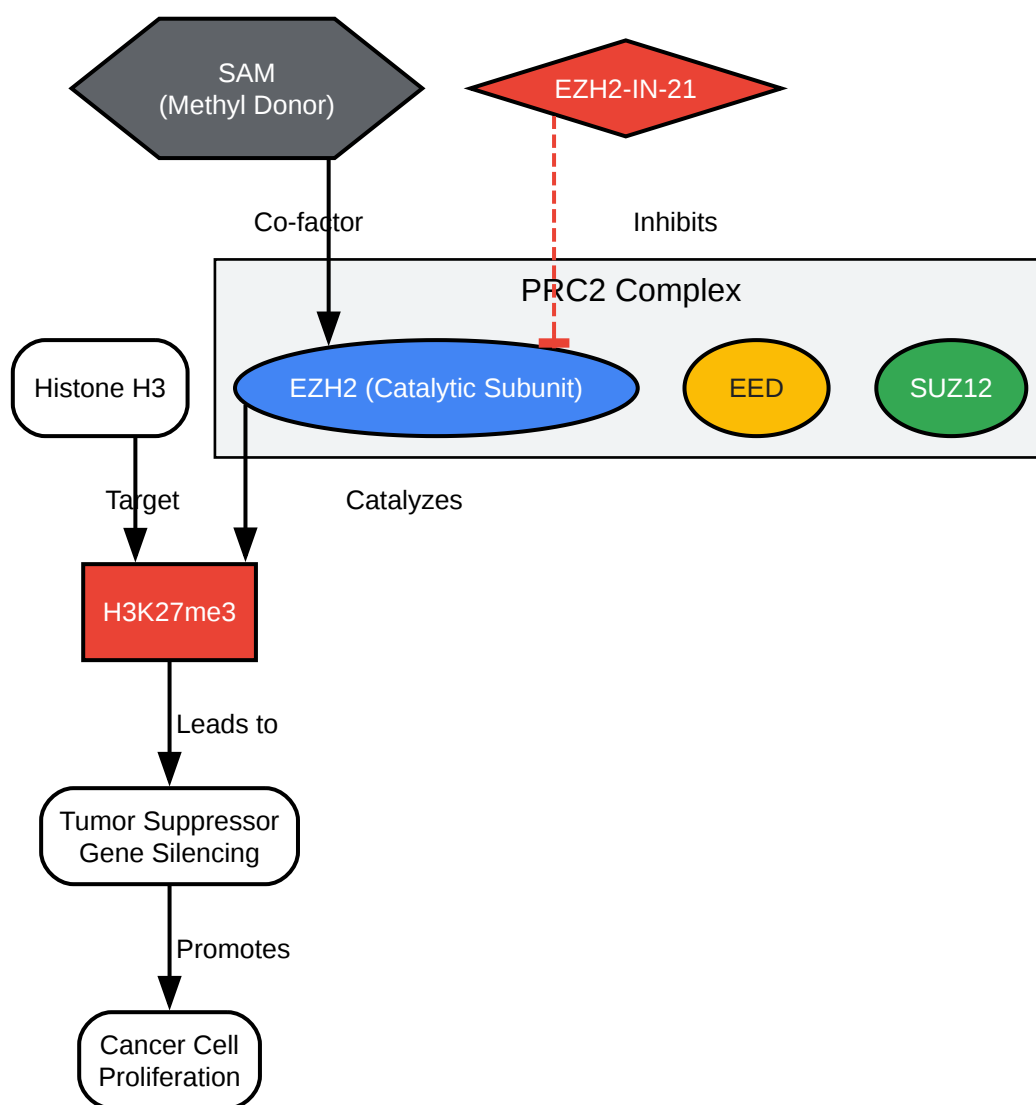 SAM
(Methyl Donor)
EZH2-IN-21
Co-factor
Inhibits
PRC2 Complex
Histone H3
EZH2 (Catalytic Subunit)
EED
SUZ12
Target
Catalyzes
H3K27me3
Leads to
Tumor Suppressor
Gene Silencing
Promotes
Cancer Cell
Proliferation